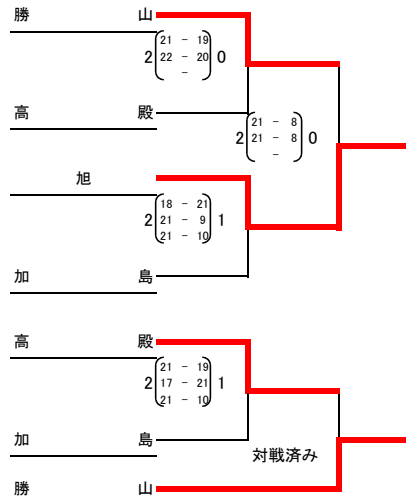 勝山
21 - 19
2 22 - 20 0
-
高殿
21 - 8
2 21 - 8 0
-
旭
18 - 21
2 21 - 9 1
21 - 10
加島
高殿
21 - 19
2 17 - 21 1
21 - 10
加島
対戦済み
勝山